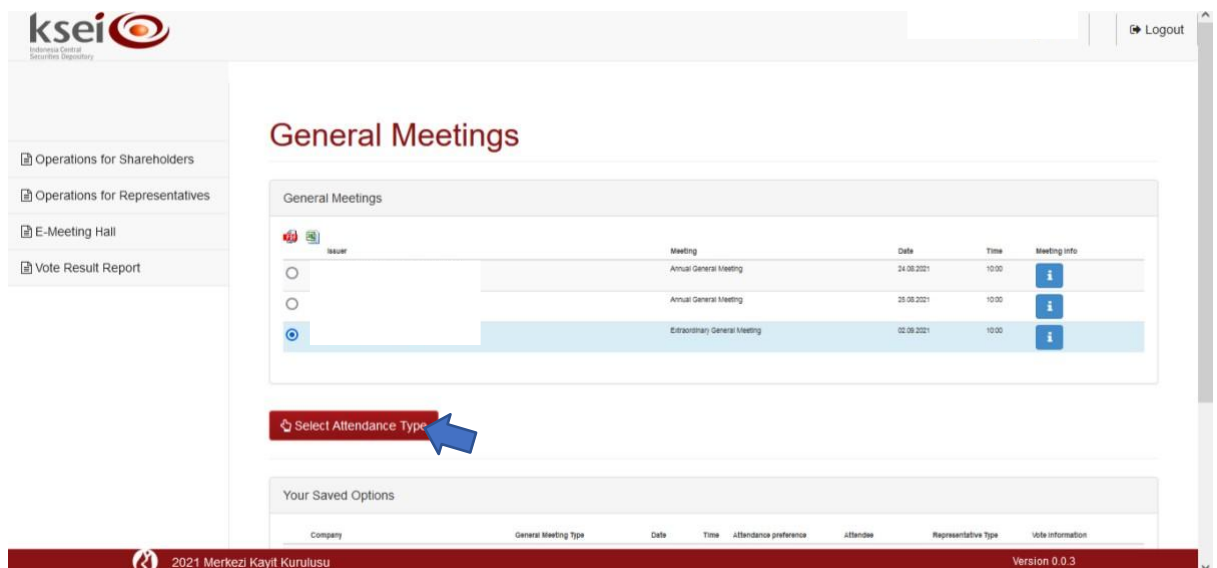 ksei
Indonesia Central
Securities Depository
Logout
Operations for Shareholders
Operations for Representatives
E-Meeting Hall
Vote Result Report
General Meetings
General Meetings
Issuer Meeting Date Time Meeting Info
Annual General Meeting 24.08.2021 10:00 i
Annual General Meeting 25.08.2021 10:00 i
Extraordinary General Meeting 02.09.2021 10:00 i
Select Attendance Type
Your Saved Options
Company General Meeting Type Date Time Attendance preference Attendee Representative Type Vote Information
2021 Merkezi Kayit Kurulusu Version 0.0.3